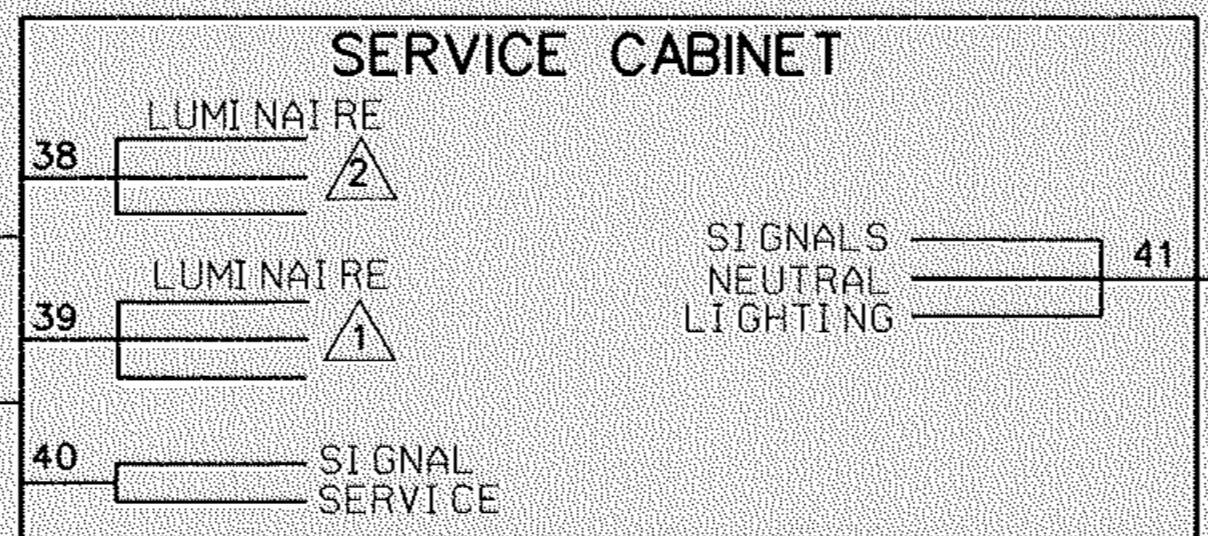 SERVICE CABINET
LUMINAIRE
38
2
LUMINAIRE
39
1
40
SIGNAL
SERVICE
SIGNALS
NEUTRAL
LIGHTING
41